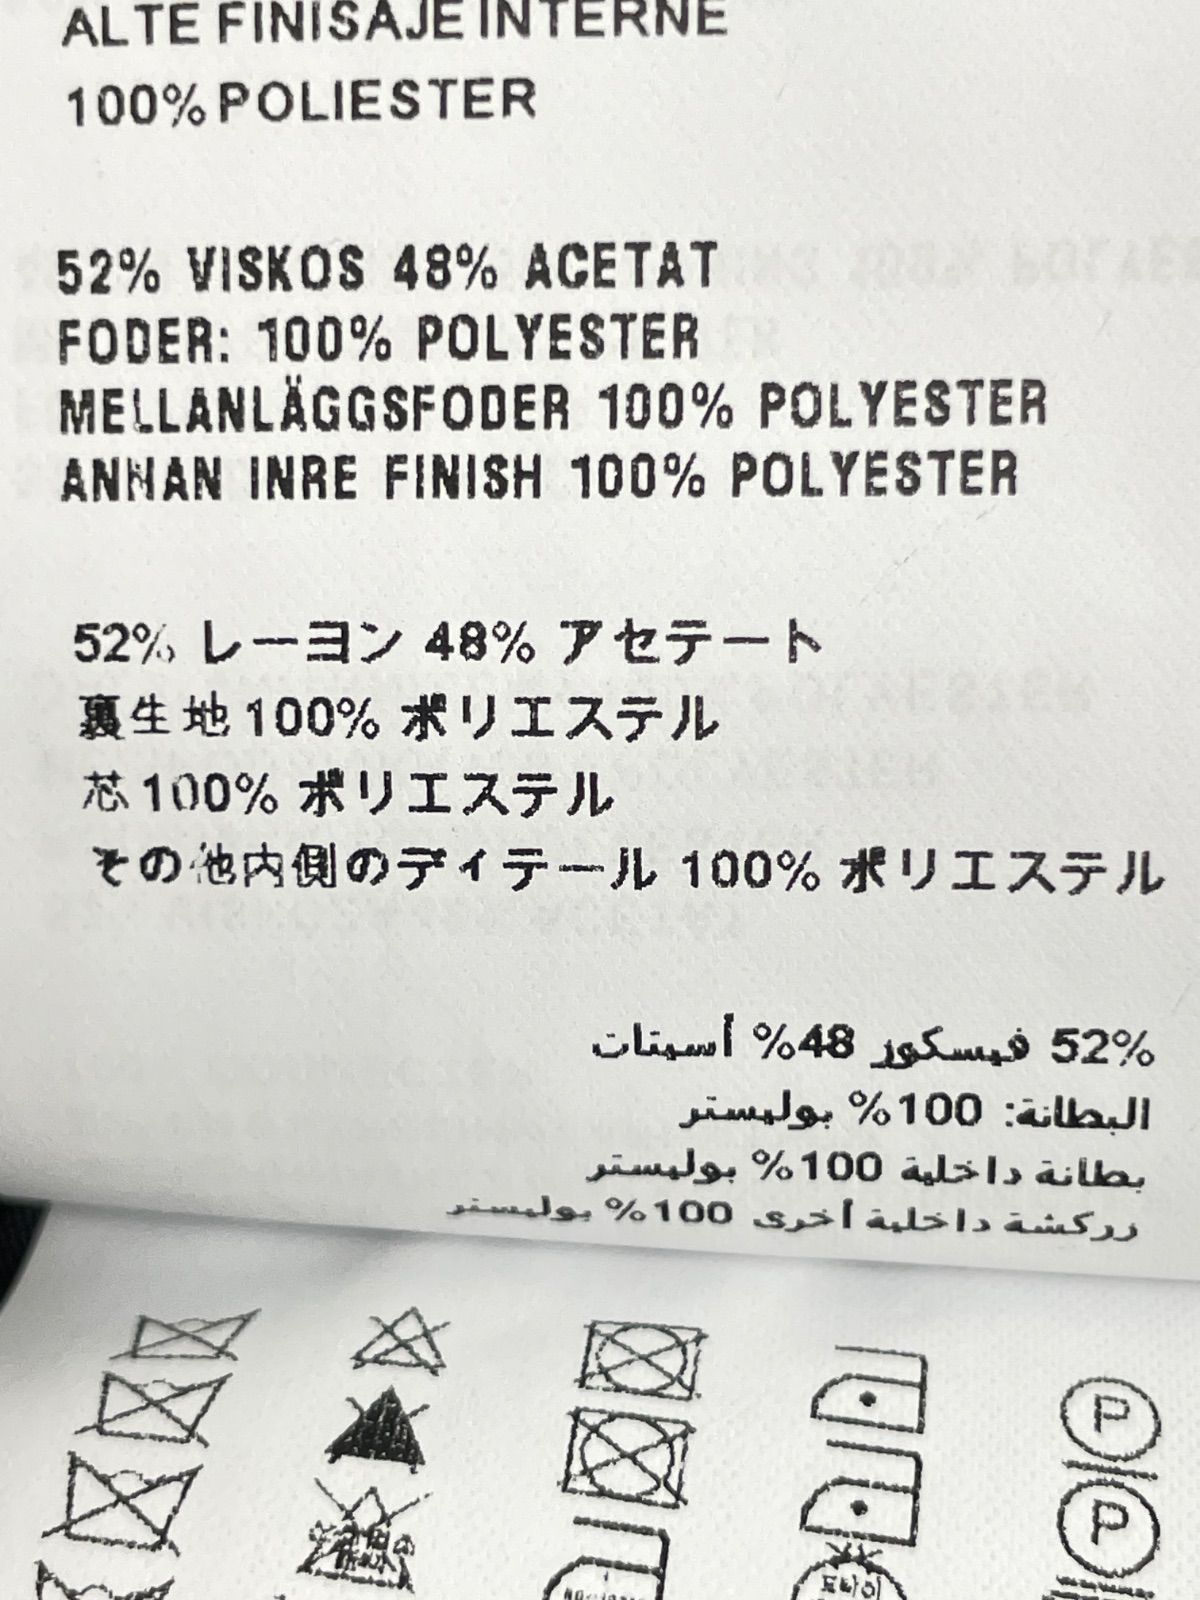 ALTE FINISAJE INTERNE
100% POLIESTER
52% VISKOS 48% ACETAT
FODER: 100% POLYESTER
MELLANLÄGGSFODER 100% POLYESTER
ANNAN INRE FINISH 100% POLYESTER
52% レーヨン 48% アセテート
裏生地 100% ポリエステル
芯 100% ポリエステル
その他内側のディテール 100% ポリエステル
52% فيسكوز 48% أسيتات
البطانة: 100% بوليستر
بطانة داخلية 100% بوليستر
زركشة داخلية أخرى 100% بوليستر
P
P